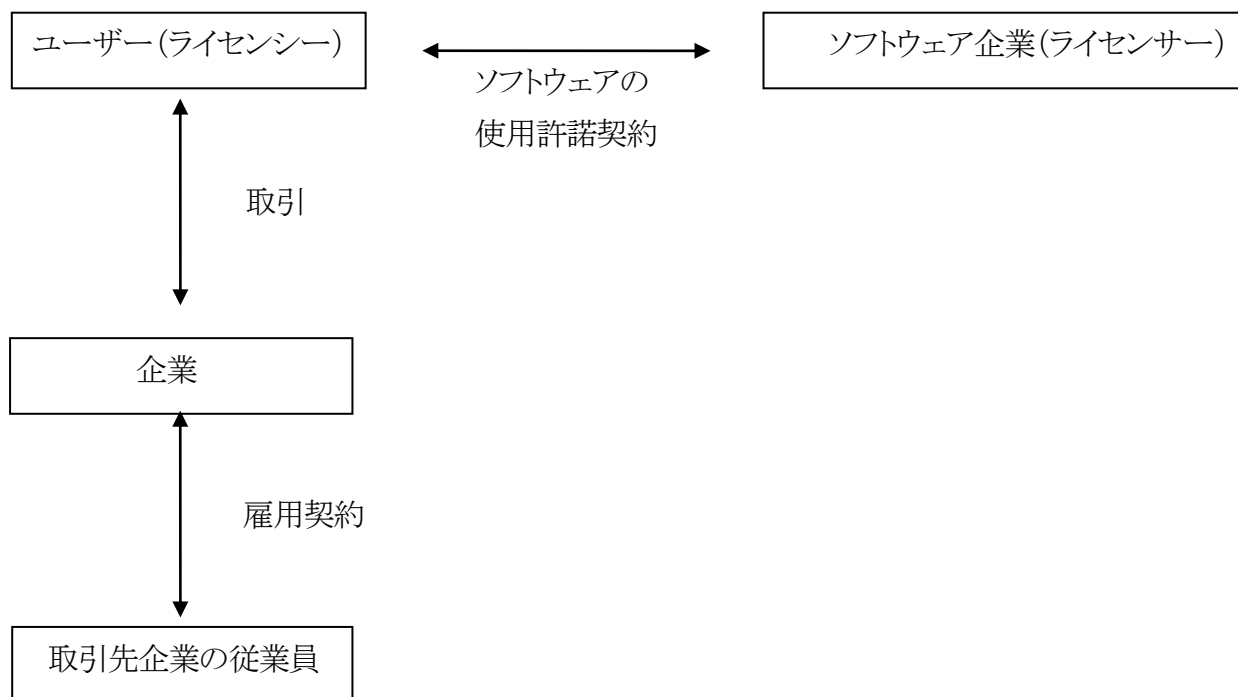 ユーザー(ライセンシー)
ソフトウェア企業(ライセンサー)
ソフトウェアの
使用許諾契約
取引
企業
雇用契約
取引先企業の従業員